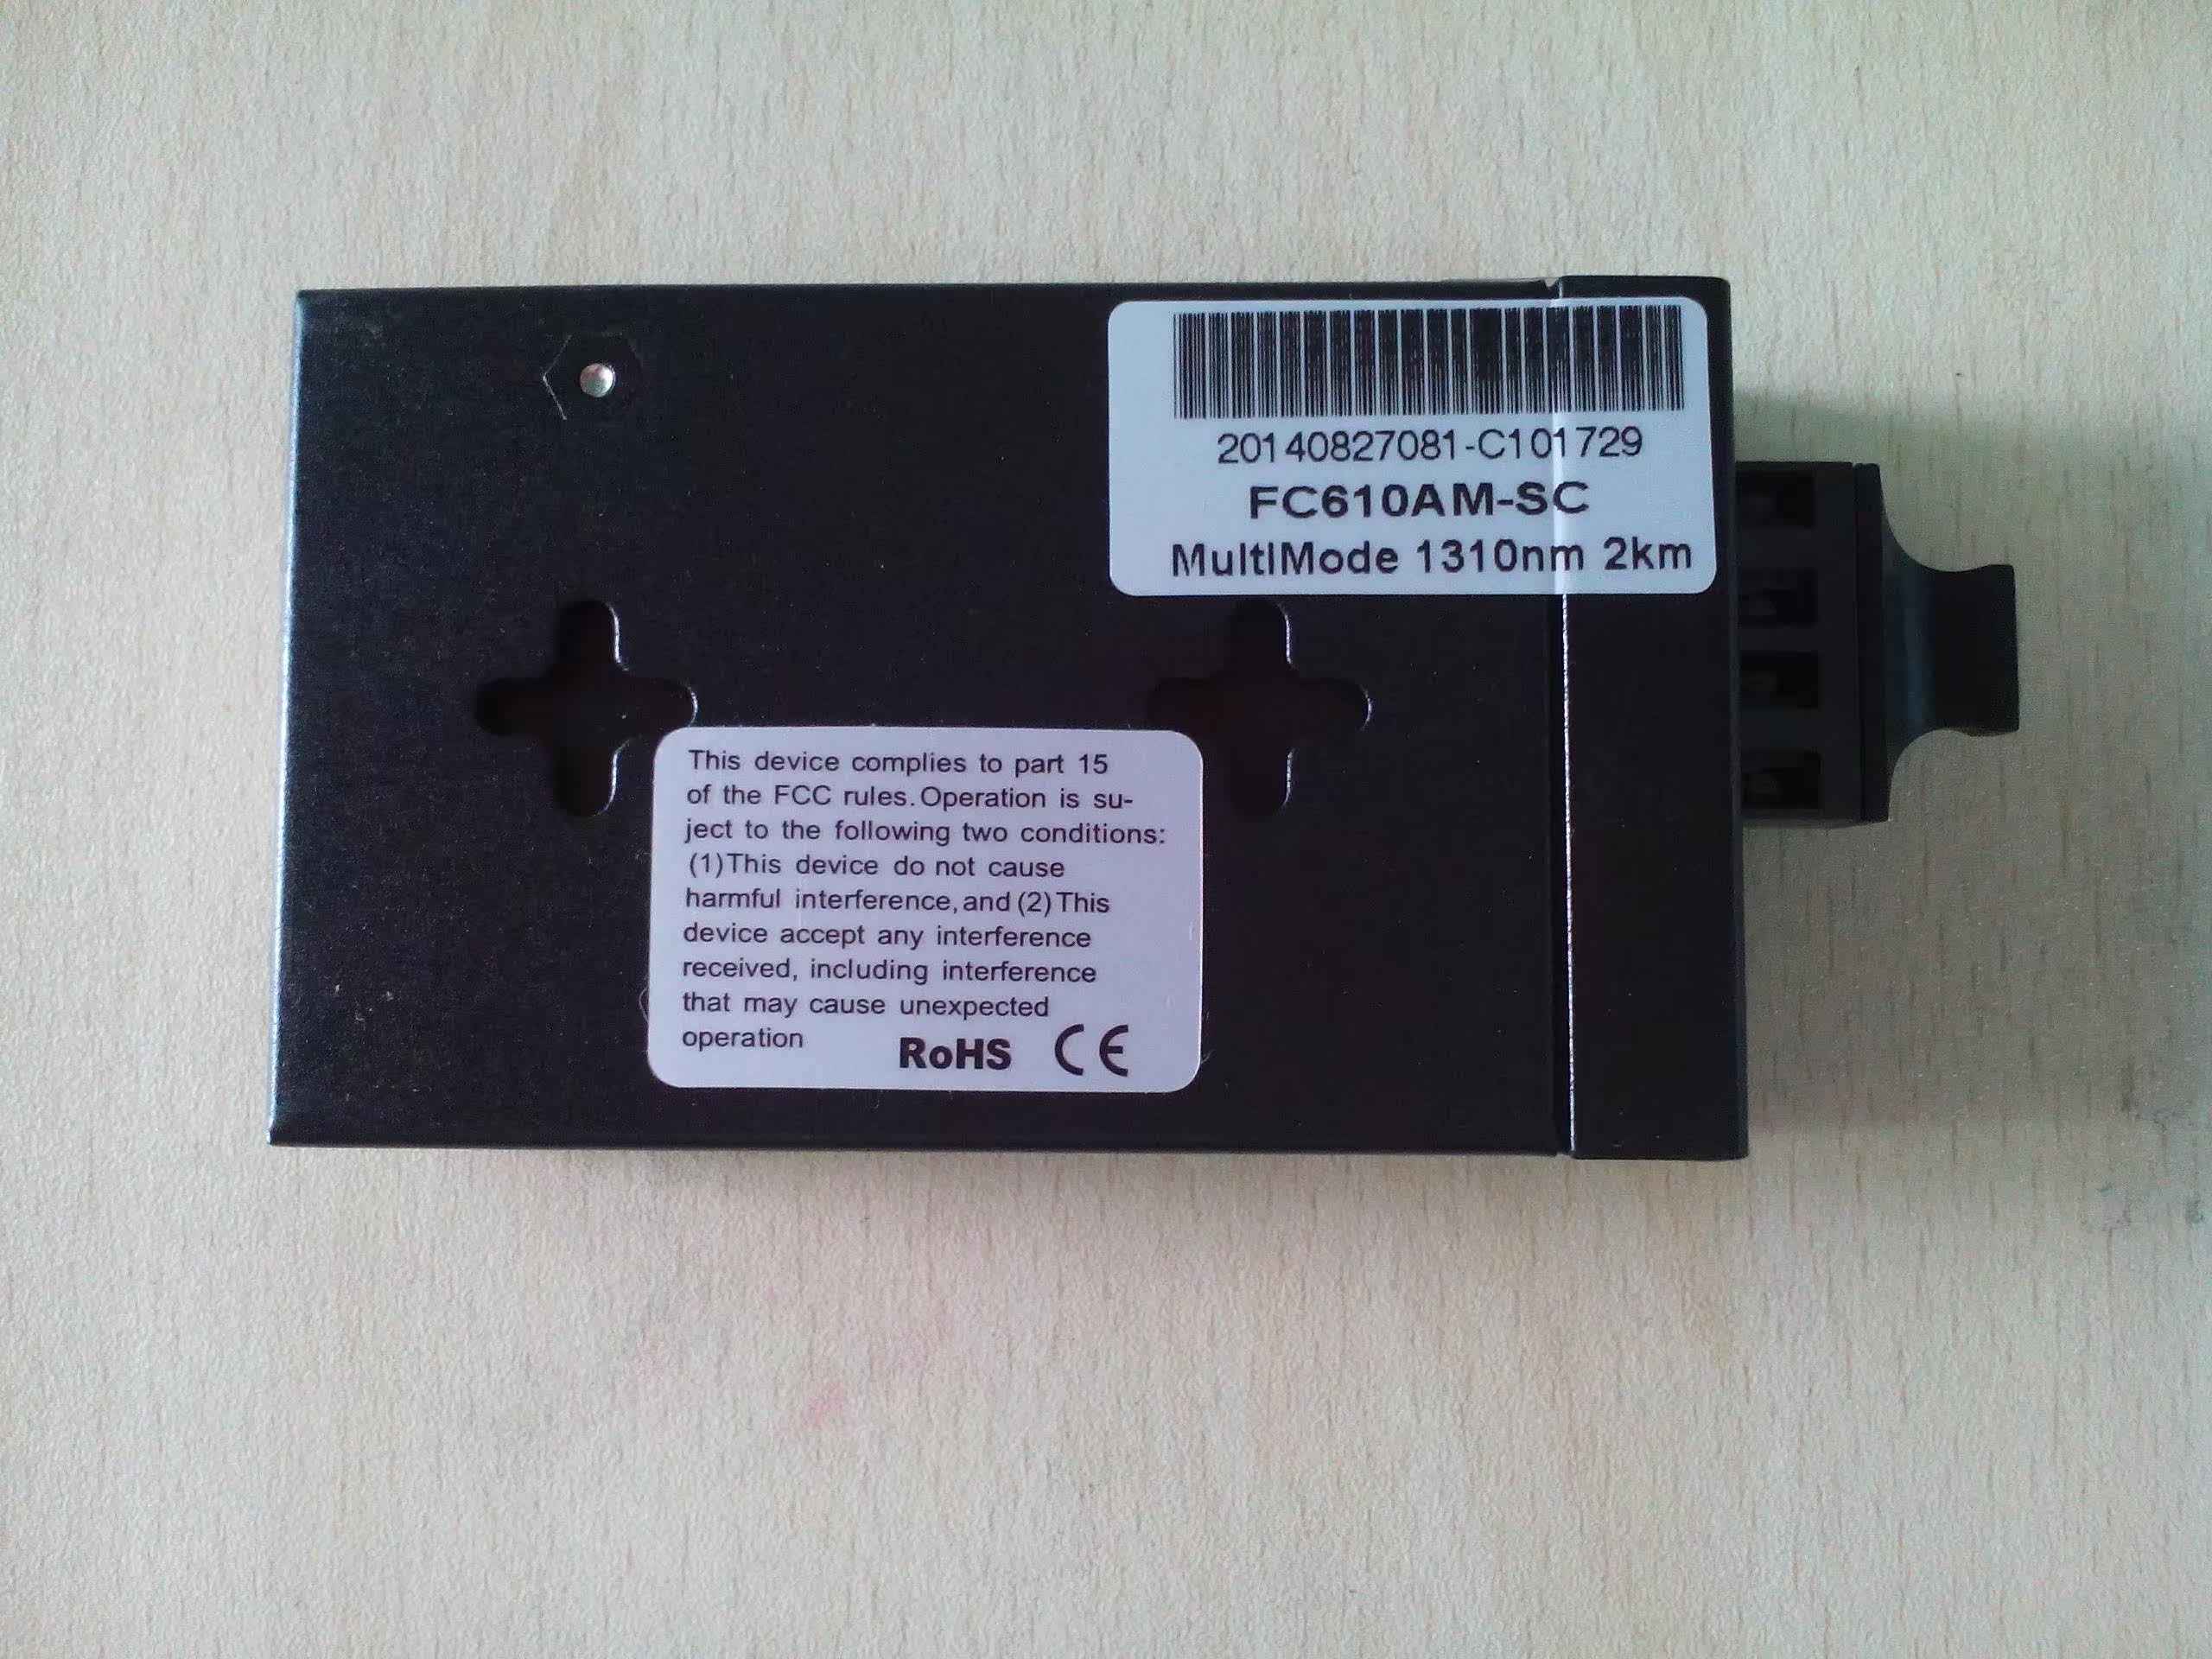 20140827081-C101729
FC610AM-SC
MultiMode 1310nm 2km
This device complies to part 15
of the FCC rules. Operation is su-
ject to the following two conditions:
(1)This device do not cause
harmful interference, and (2)This
device accept any interference
received, including interference
that may cause unexpected
operation
RoHS CE